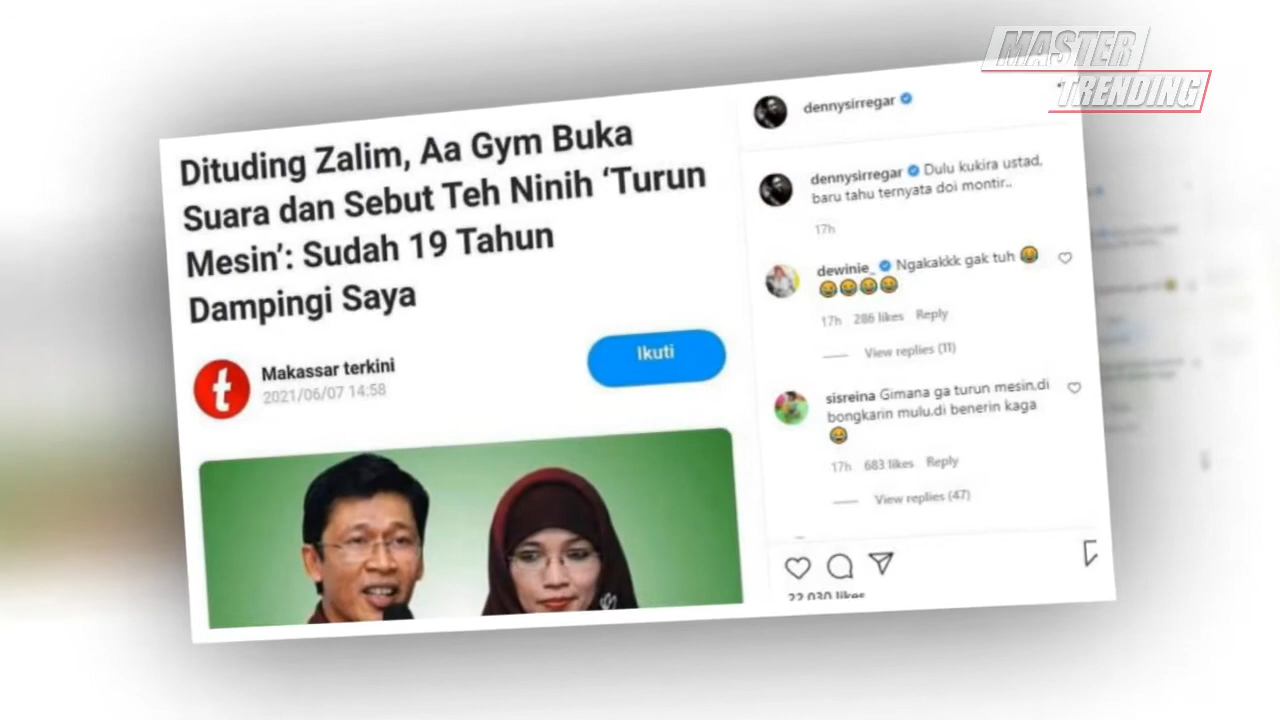 MASTER
TRENDING
Dituding Zalim, Aa Gym Buka
Suara dan Sebut Teh Ninih ‘Turun
Mesin’: Sudah 19 Tahun
Dampingi Saya
t
Makassar terkini
2021/06/07 14:58
Ikuti
dennysirregar
dennysirregar Dulu kukira ustad,
baru tahu ternyata doi montir..
17h
dewinie_ Ngakakkk gak tuh 😂
😂😂😂😂
17h 286 likes Reply
View replies (11)
sisreina Gimana ga turun mesin.di
bongkarin mulu.di benerin kaga
😂
17h 683 likes Reply
View replies (47)
22.030 likes